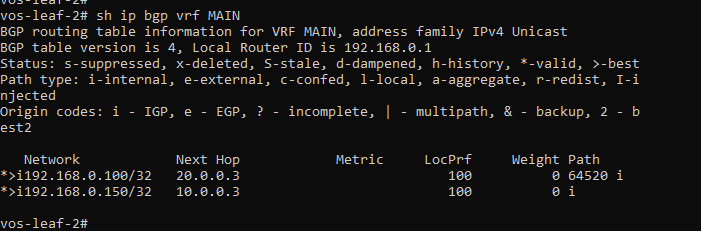 vos-leaf-2#
vos-leaf-2# sh ip bgp vrf MAIN
BGP routing table information for VRF MAIN, address family IPv4 Unicast
BGP table version is 4, Local Router ID is 192.168.0.1
Status: s-suppressed, x-deleted, S-stale, d-dampened, h-history, *-valid, >-best
Path type: i-internal, e-external, c-confed, l-local, a-aggregate, r-redist, I-i
njected
Origin codes: i - IGP, e - EGP, ? - incomplete, | - multipath, & - backup, 2 - b
est2
   Network            Next Hop            Metric     LocPrf     Weight Path
*>i192.168.0.100/32   20.0.0.3                          100          0 64520 i
*>i192.168.0.150/32   10.0.0.3                          100          0 i
vos-leaf-2#